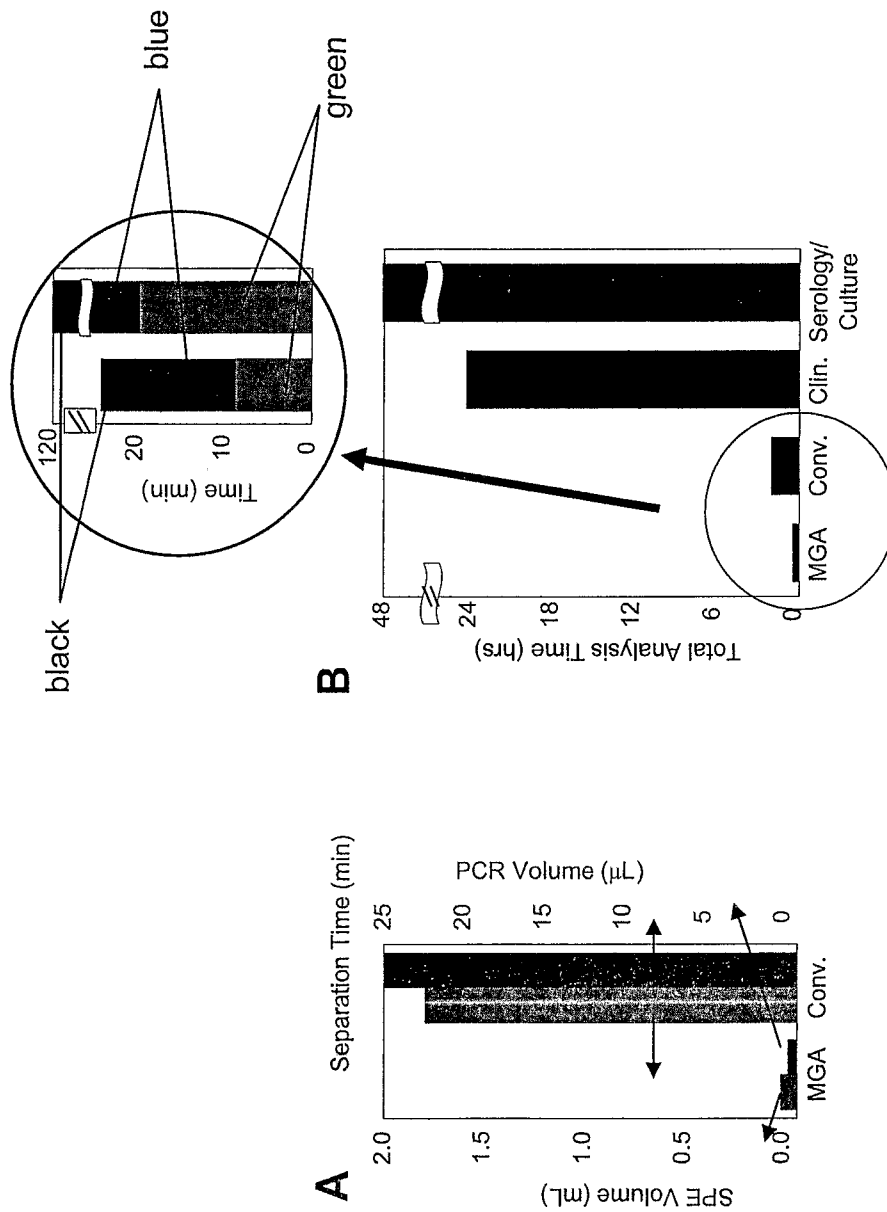 A
Separation Time (min)
SPE Volume (mL)
2.0
1.5
1.0
0.5
0.0
PCR Volume (μL)
25
20
15
10
5
0
MGA
Conv.
B
black
blue
green
Time (min)
120
20
10
0
Total Analysis Time (hrs)
48
24
18
12
6
0
MGA
Conv.
Clin.
Serology/
Culture